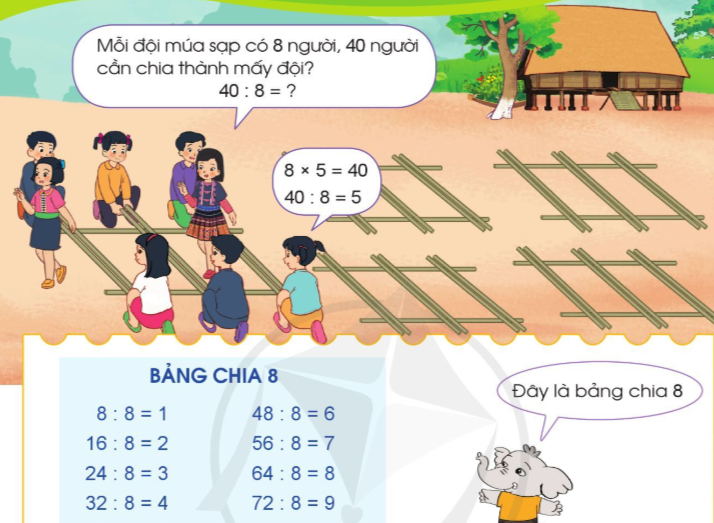 Mỗi đội múa sạp có 8 người, 40 người
cần chia thành mấy đội?
40 : 8 = ?
8 × 5 = 40
40 : 8 = 5
BẢNG CHIA 8
8 : 8 = 1
16 : 8 = 2
24 : 8 = 3
32 : 8 = 4
48 : 8 = 6
56 : 8 = 7
64 : 8 = 8
72 : 8 = 9
Đây là bảng chia 8